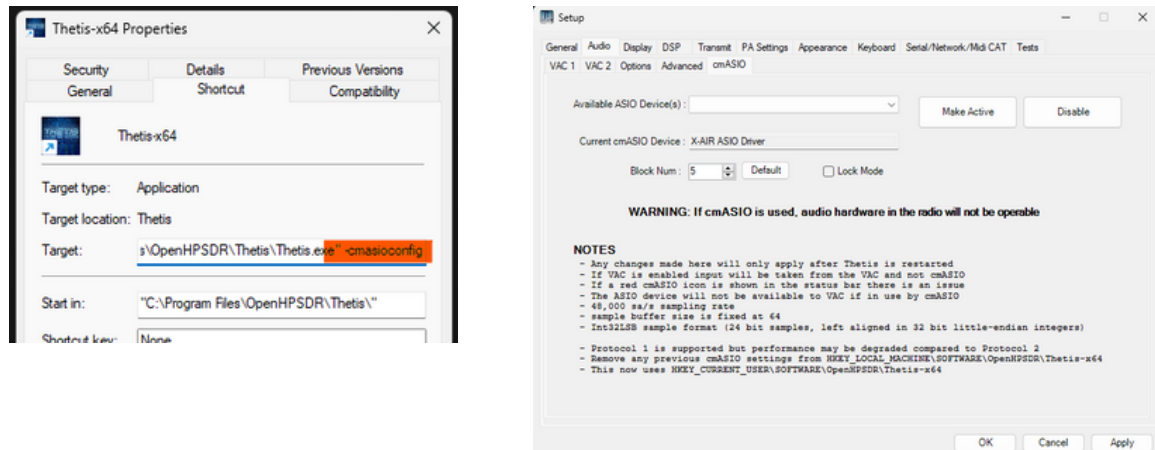 Thetis-x64 Properties
Security Details Previous Versions
General Shortcut Compatibility
Thetis-x64
Target type: Application
Target location: Thetis
Target: s\OpenHPSDR\Thetis\Thetis.exe" -cmasioconfig
Start in: "C:\Program Files\OpenHPSDR\Thetis\"
Shortcut key: None
Setup
General Audio Display DSP Transmit PA Settings Appearance Keyboard Serial/Network/Midi CAT Tests
VAC 1 VAC 2 Options Advanced cmASIO
Available ASIO Device(s) :
Make Active Disable
Current cmASIO Device : X-AIR ASIO Driver
Block Num : 5 Default Lock Mode
WARNING: If cmASIO is used, audio hardware in the radio will not be operable
NOTES
- Any changes made here will only apply after Thetis is restarted
- If VAC is enabled input will be taken from the VAC and not cmASIO
- If a red cmASIO icon is shown in the status bar there is an issue
- The ASIO device will not be available to VAC if in use by cmASIO
- 48,000 sa/s sampling rate
- sample buffer size is fixed at 64
- Int32LSB sample format (24 bit samples, left aligned in 32 bit little-endian integers)
- Protocol 1 is supported but performance may be degraded compared to Protocol 2
- Remove any previous cmASIO settings from HKEY_LOCAL_MACHINE\SOFTWARE\OpenHPSDR\Thetis-x64
- This now uses HKEY_CURRENT_USER\SOFTWARE\OpenHPSDR\Thetis-x64
OK Cancel Apply